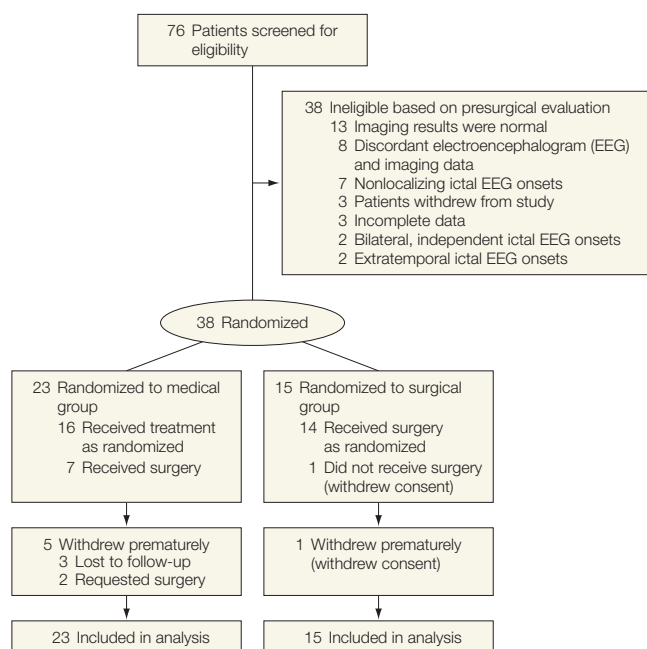 76 Patients screened for
eligibility
38 Ineligible based on presurgical evaluation
13 Imaging results were normal
8 Discordant electroencephalogram (EEG)
and imaging data
7 Nonlocalizing ictal EEG onsets
3 Patients withdrew from study
3 Incomplete data
2 Bilateral, independent ictal EEG onsets
2 Extratemporal ictal EEG onsets
38 Randomized
23 Randomized to medical
group
16 Received treatment
as randomized
7 Received surgery
15 Randomized to surgical
group
14 Received surgery
as randomized
1 Did not receive surgery
(withdrew consent)
5 Withdrew prematurely
3 Lost to follow-up
2 Requested surgery
1 Withdrew prematurely
(withdrew consent)
23 Included in analysis
15 Included in analysis